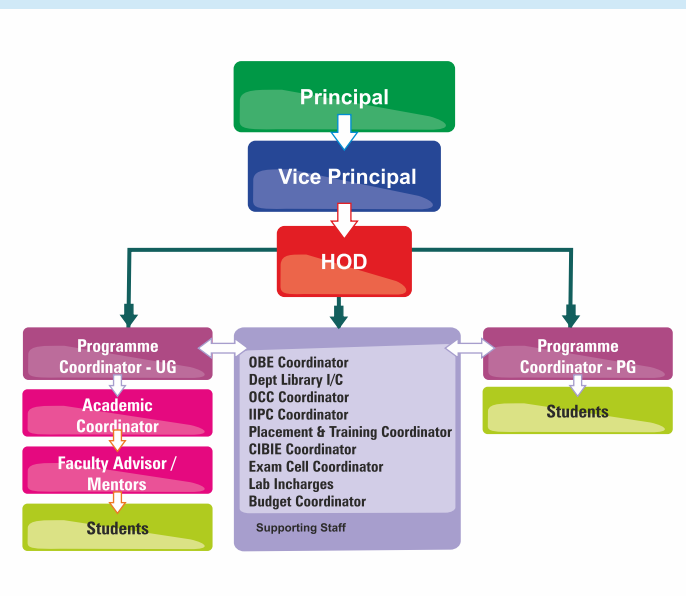 Principal
Vice Principal
HOD
Programme
Coordinator - UG
Academic
Coordinator
Faculty Advisor /
Mentors
Students
OBE Coordinator
Dept Library I/C
OCC Coordinator
IIPC Coordinator
Placement & Training Coordinator
CIBIE Coordinator
Exam Cell Coordinator
Lab Incharges
Budget Coordinator
Supporting Staff
Programme
Coordinator - PG
Students